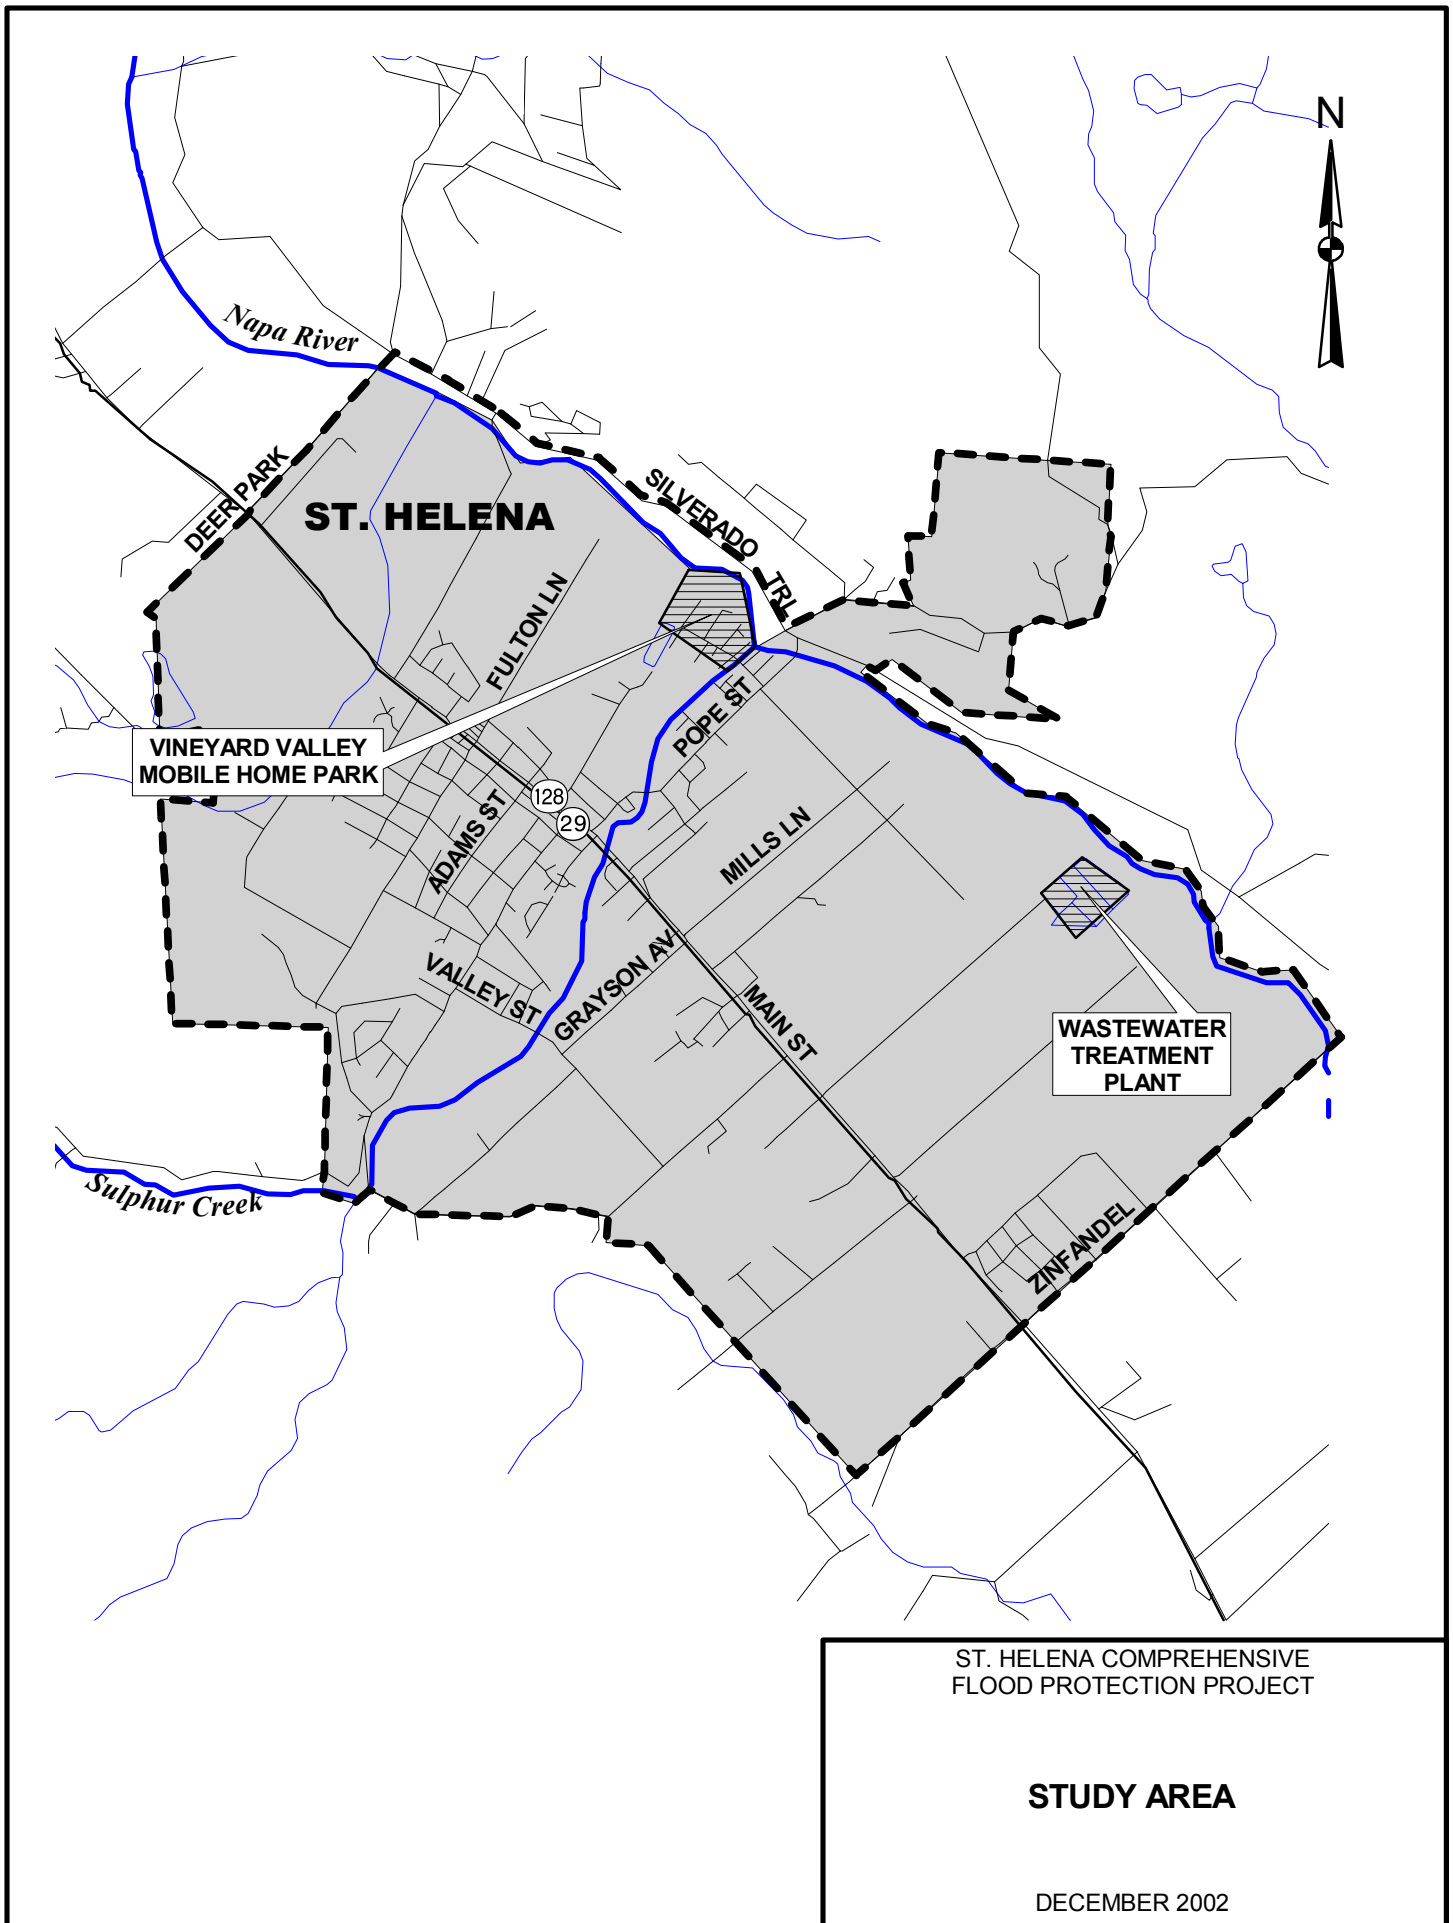 N
Napa River
DEER PARK
ST. HELENA
SILVERADO
TRL
FULTON LN
POPE ST
VINEYARD VALLEY
MOBILE HOME PARK
128
29
ADAMS ST
MILLS LN
VALLEY ST
GRAYSON AV
MAIN ST
WASTEWATER
TREATMENT
PLANT
Sulphur Creek
ZINFANDEL
ST. HELENA COMPREHENSIVE
FLOOD PROTECTION PROJECT
STUDY AREA
DECEMBER 2002